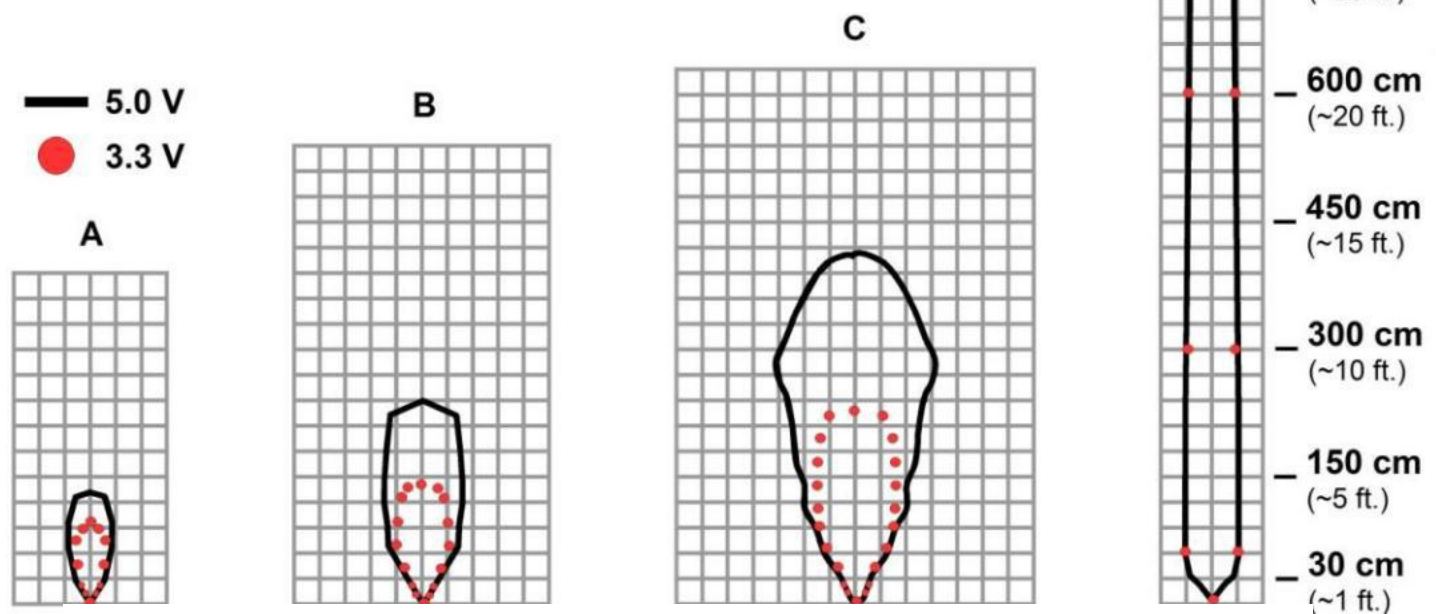 C
B
5.0 V
3.3 V
A
600 cm
(~20 ft.)
450 cm
(~15 ft.)
300 cm
(~10 ft.)
150 cm
(~5 ft.)
30 cm
(~1 ft.)